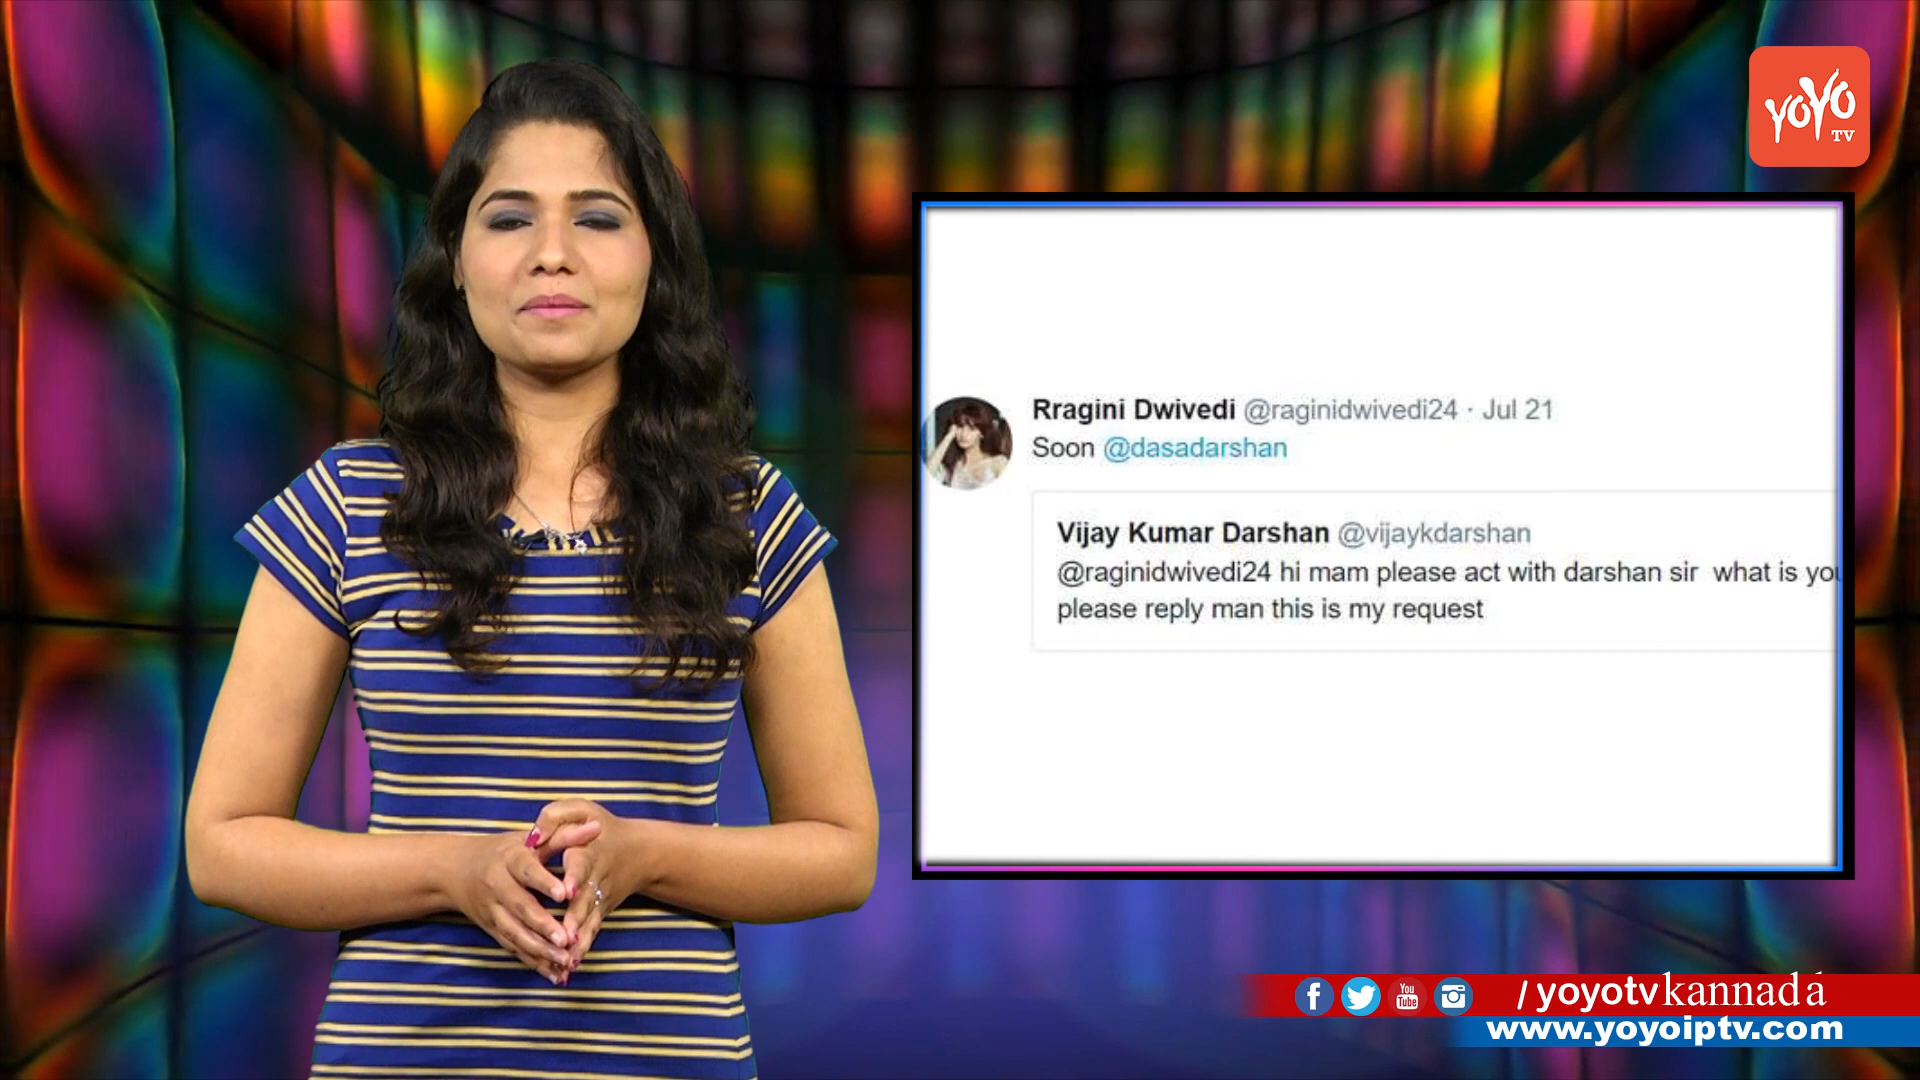 YOYO
TV
Rragini Dwivedi @raginidwivedi24 · Jul 21
Soon @dasadarshan
Vijay Kumar Darshan @vijaykdarshan
@raginidwivedi24 hi mam please act with darshan sir what is you
please reply man this is my request
You
Tube
/yoyotvkannada
www.yoyoiptv.com